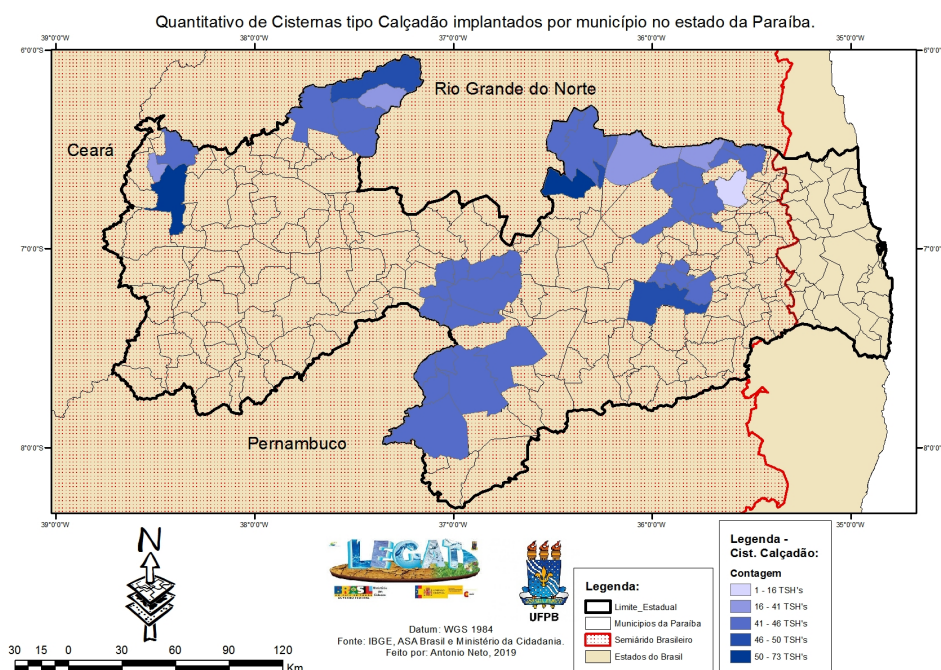 Quantitativo de Cisternas tipo Calçadão implantados por município no estado da Paraíba.
39°0'0"W 38°0'0"W 37°0'0"W 36°0'0"W 35°0'0"W
6°0'0"S 6°0'0"S
Rio Grande do Norte
Ceará
7°0'0"S 7°0'0"S
Pernambuco
8°0'0"S 8°0'0"S
39°0'0"W 38°0'0"W 37°0'0"W 36°0'0"W 35°0'0"W
N
30 15 0 30 60 90 120
Km
LEGAT
UFPB
Datum: WGS 1984
Fonte: IBGE, ASA Brasil e Ministério da Cidadania.
Feito por: Antonio Neto, 2019
Legenda:
Limite_Estadual
Municipios da Paraíba
Semiárido Brasileiro
Estados do Brasil
Legenda -
Cist. Calçadão:
Contagem
1 - 16 TSH's
16 - 41 TSH's
41 - 46 TSH's
46 - 50 TSH's
50 - 73 TSH's